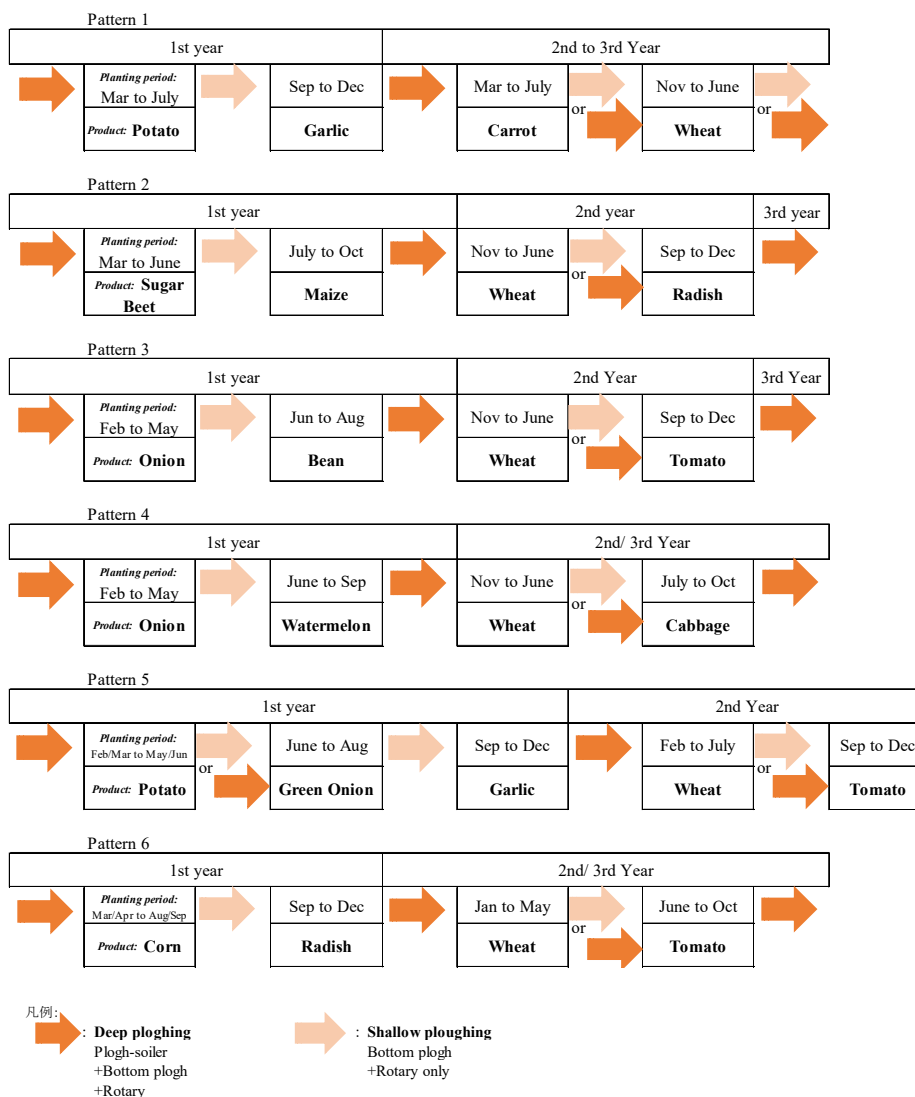 Pattern 1
1st year 2nd to 3rd Year
Planting period:
Mar to July Sep to Dec Mar to July Nov to June
or or
Product: Potato Garlic Carrot Wheat
Pattern 2
1st year 2nd year 3rd year
Planting period:
Mar to June July to Oct Nov to June Sep to Dec
or
Product: Sugar
Beet Maize Wheat Radish
Pattern 3
1st year 2nd Year 3rd Year
Planting period:
Feb to May Jun to Aug Nov to June Sep to Dec
or
Product: Onion Bean Wheat Tomato
Pattern 4
1st year 2nd/ 3rd Year
Planting period:
Feb to May June to Sep Nov to June July to Oct
or
Product: Onion Watermelon Wheat Cabbage
Pattern 5
1st year 2nd Year
Planting period:
Feb/Mar to May/Jun June to Aug Sep to Dec Feb to July Sep to Dec
or or
Product: Potato Green Onion Garlic Wheat Tomato
Pattern 6
1st year 2nd/ 3rd Year
Planting period:
Mar/Apr to Aug/Sep Sep to Dec Jan to May June to Oct
or
Product: Corn Radish Wheat Tomato
凡例:
: Deep ploghing : Shallow ploughing
Plogh-soiler Bottom plogh
+Bottom plogh +Rotary only
+Rotary